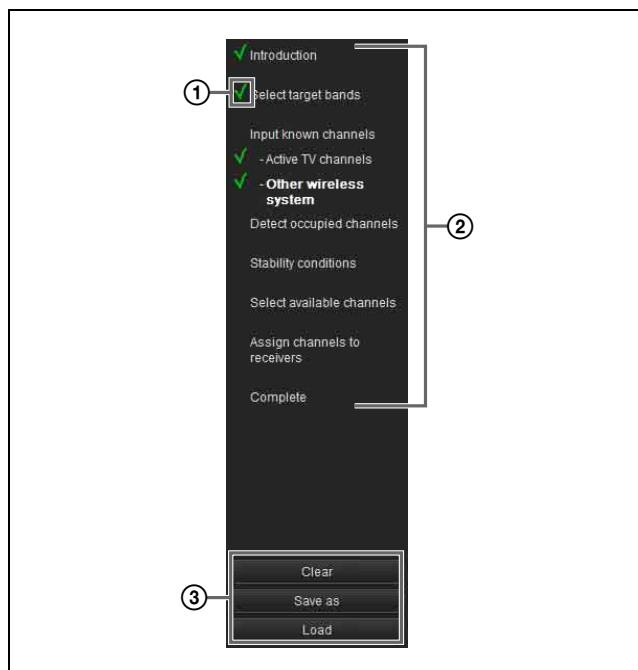 Introduction
① Select target bands
Input known channels
- Active TV channels
- Other wireless
system
②
Detect occupied channels
Stability conditions
Select available channels
Assign channels to
receivers
Complete
Clear
③ Save as
Load